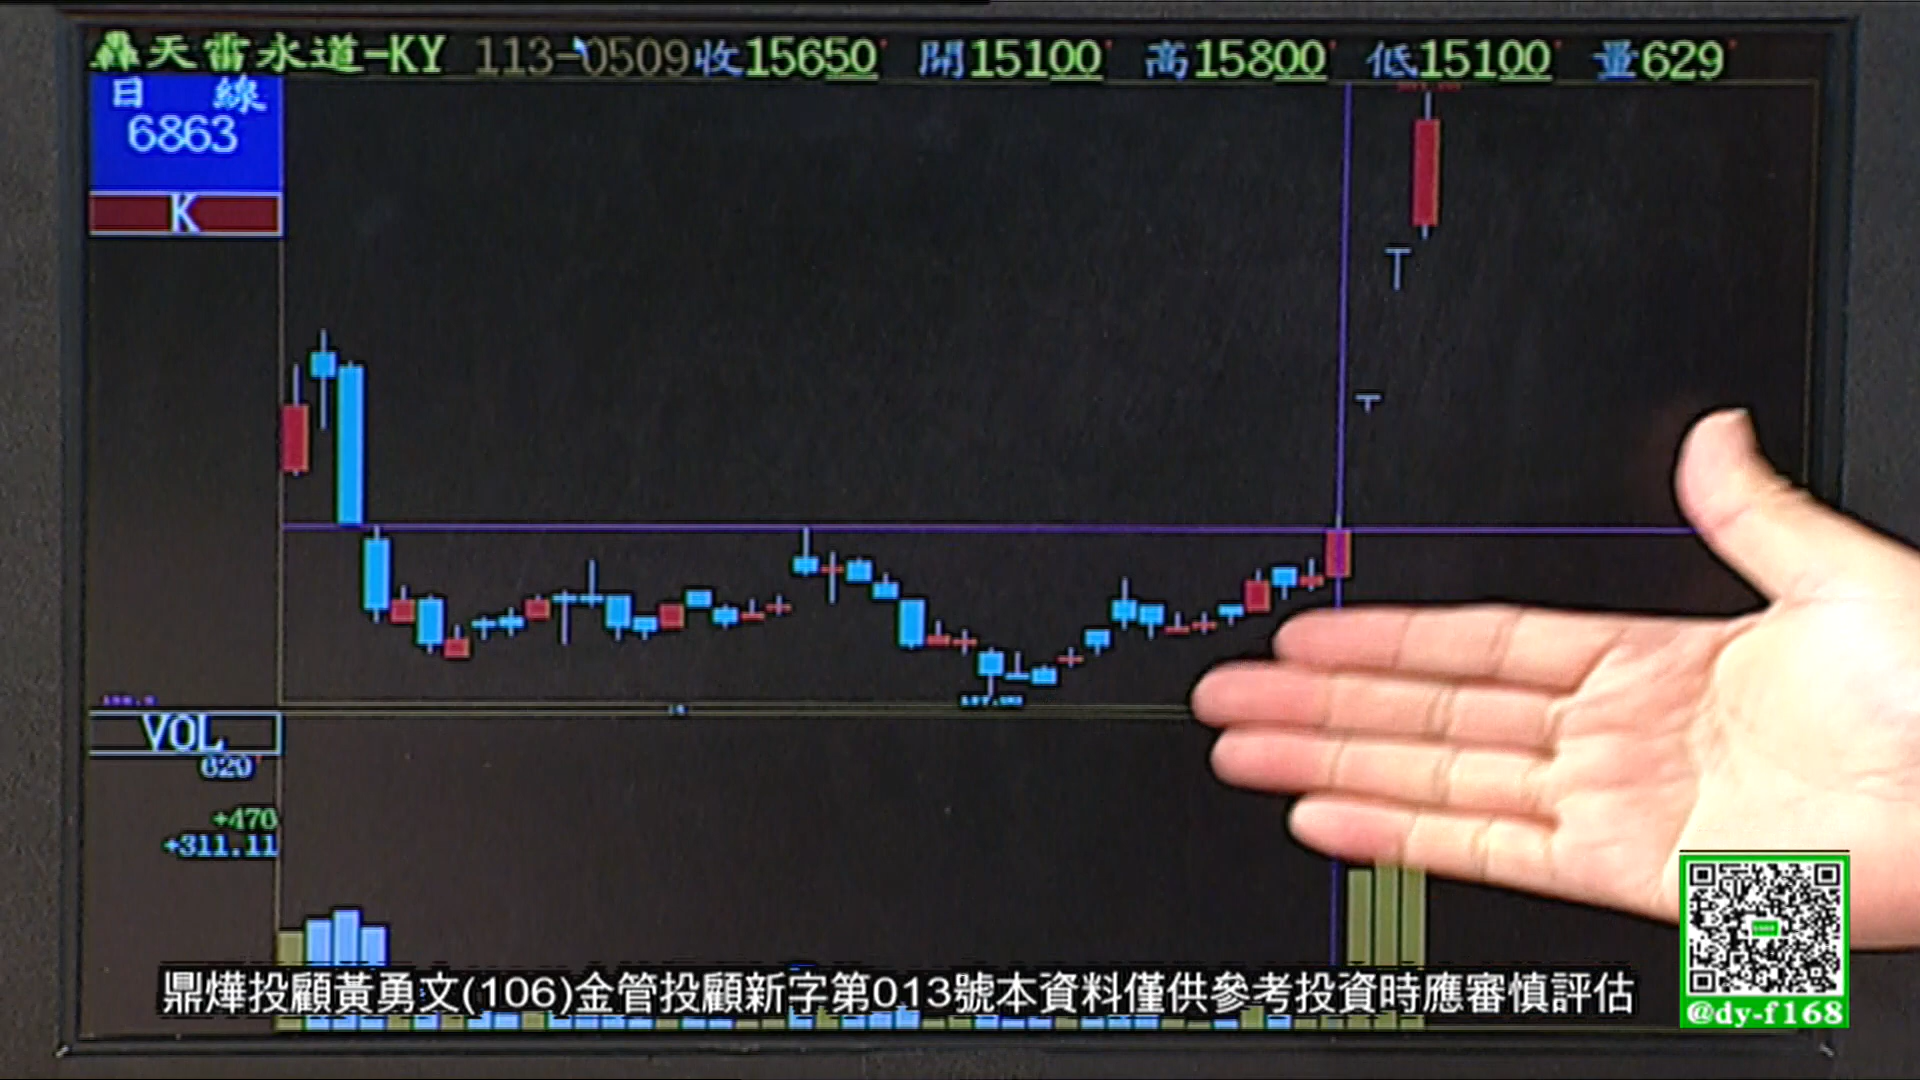 轟天雷水道-KY 113-0509收15650 開15100 高15800 低15100 量629
日 線
6863
K
VOL
620
+470
+311.11
鼎燁投顧黃勇文(106)金管投顧新字第013號本資料僅供參考投資時應審慎評估
@dy-f168